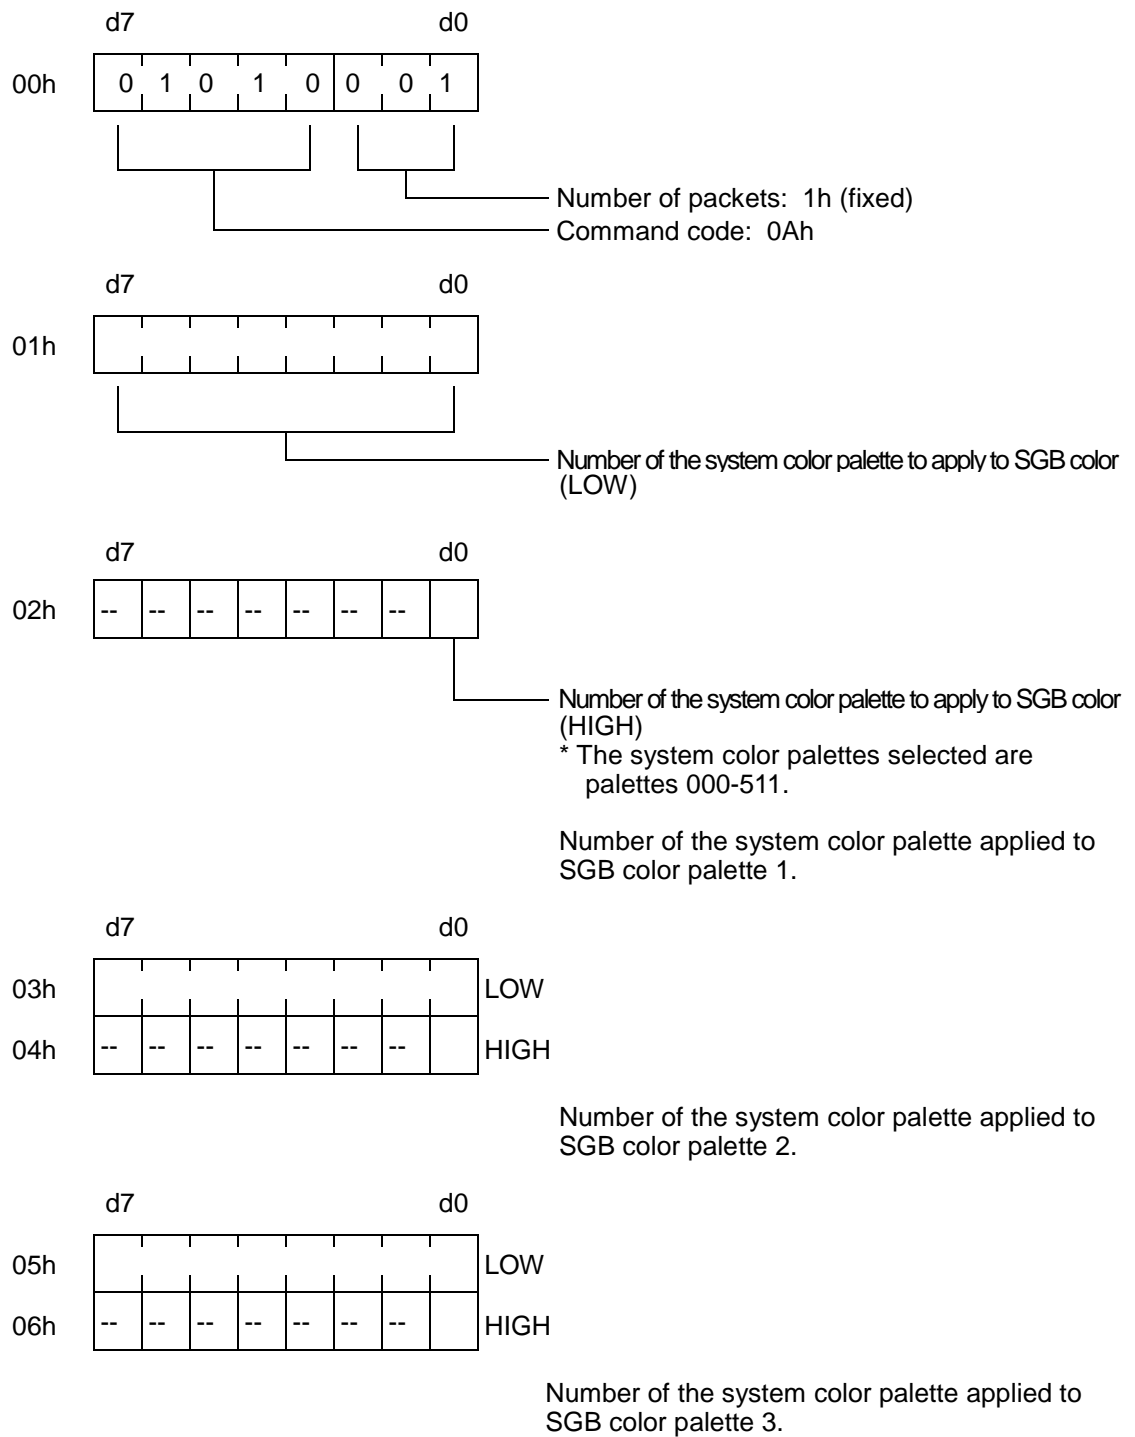 d7 d0
00h 0 1 0 1 0 0 0 1
Number of packets: 1h (fixed)
Command code: 0Ah
d7 d0
01h
Number of the system color palette to apply to SGB color
(LOW)
d7 d0
02h -- -- -- -- -- -- --
Number of the system color palette to apply to SGB color
(HIGH)
* The system color palettes selected are
palettes 000-511.
Number of the system color palette applied to
SGB color palette 1.
d7 d0
03h LOW
04h -- -- -- -- -- -- -- HIGH
Number of the system color palette applied to
SGB color palette 2.
d7 d0
05h LOW
06h -- -- -- -- -- -- -- HIGH
Number of the system color palette applied to
SGB color palette 3.